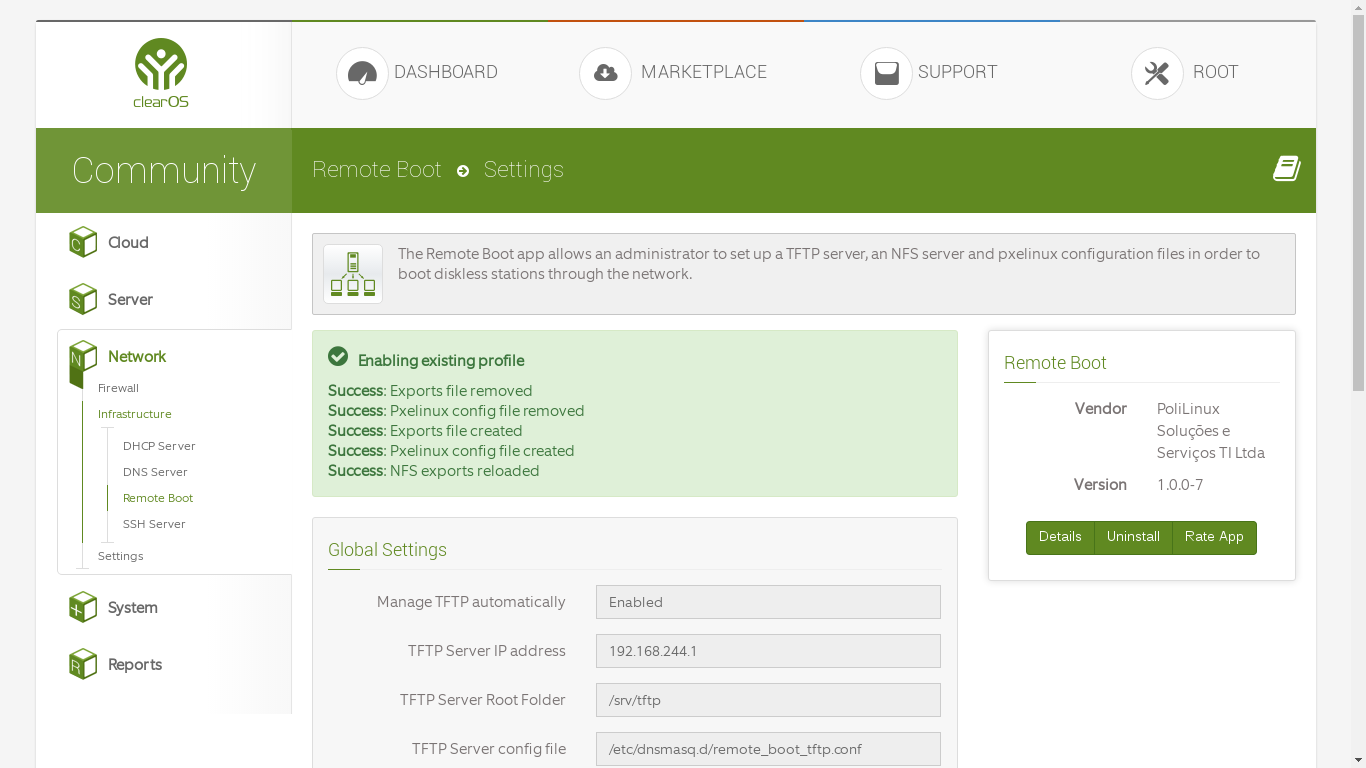 clearOS
DASHBOARD
MARKETPLACE
SUPPORT
ROOT
Community
Remote Boot
Settings
C
Cloud
S
Server
N
Network
Firewall
Infrastructure
DHCP Server
DNS Server
Remote Boot
SSH Server
Settings
System
R
Reports
The Remote Boot app allows an administrator to set up a TFTP server, an NFS server and pxelinux configuration files in order to
boot diskless stations through the network.
Enabling existing profile
Success: Exports file removed
Success: Pxelinux config file removed
Success: Exports file created
Success: Pxelinux config file created
Success: NFS exports reloaded
Global Settings
Manage TFTP automatically Enabled
TFTP Server IP address 192.168.244.1
TFTP Server Root Folder /srv/tftp
TFTP Server config file /etc/dnsmasq.d/remote_boot_tftp.conf
Remote Boot
Vendor PoliLinux
Soluções e
Serviços TI Ltda
Version 1.0.0-7
Details Uninstall Rate App